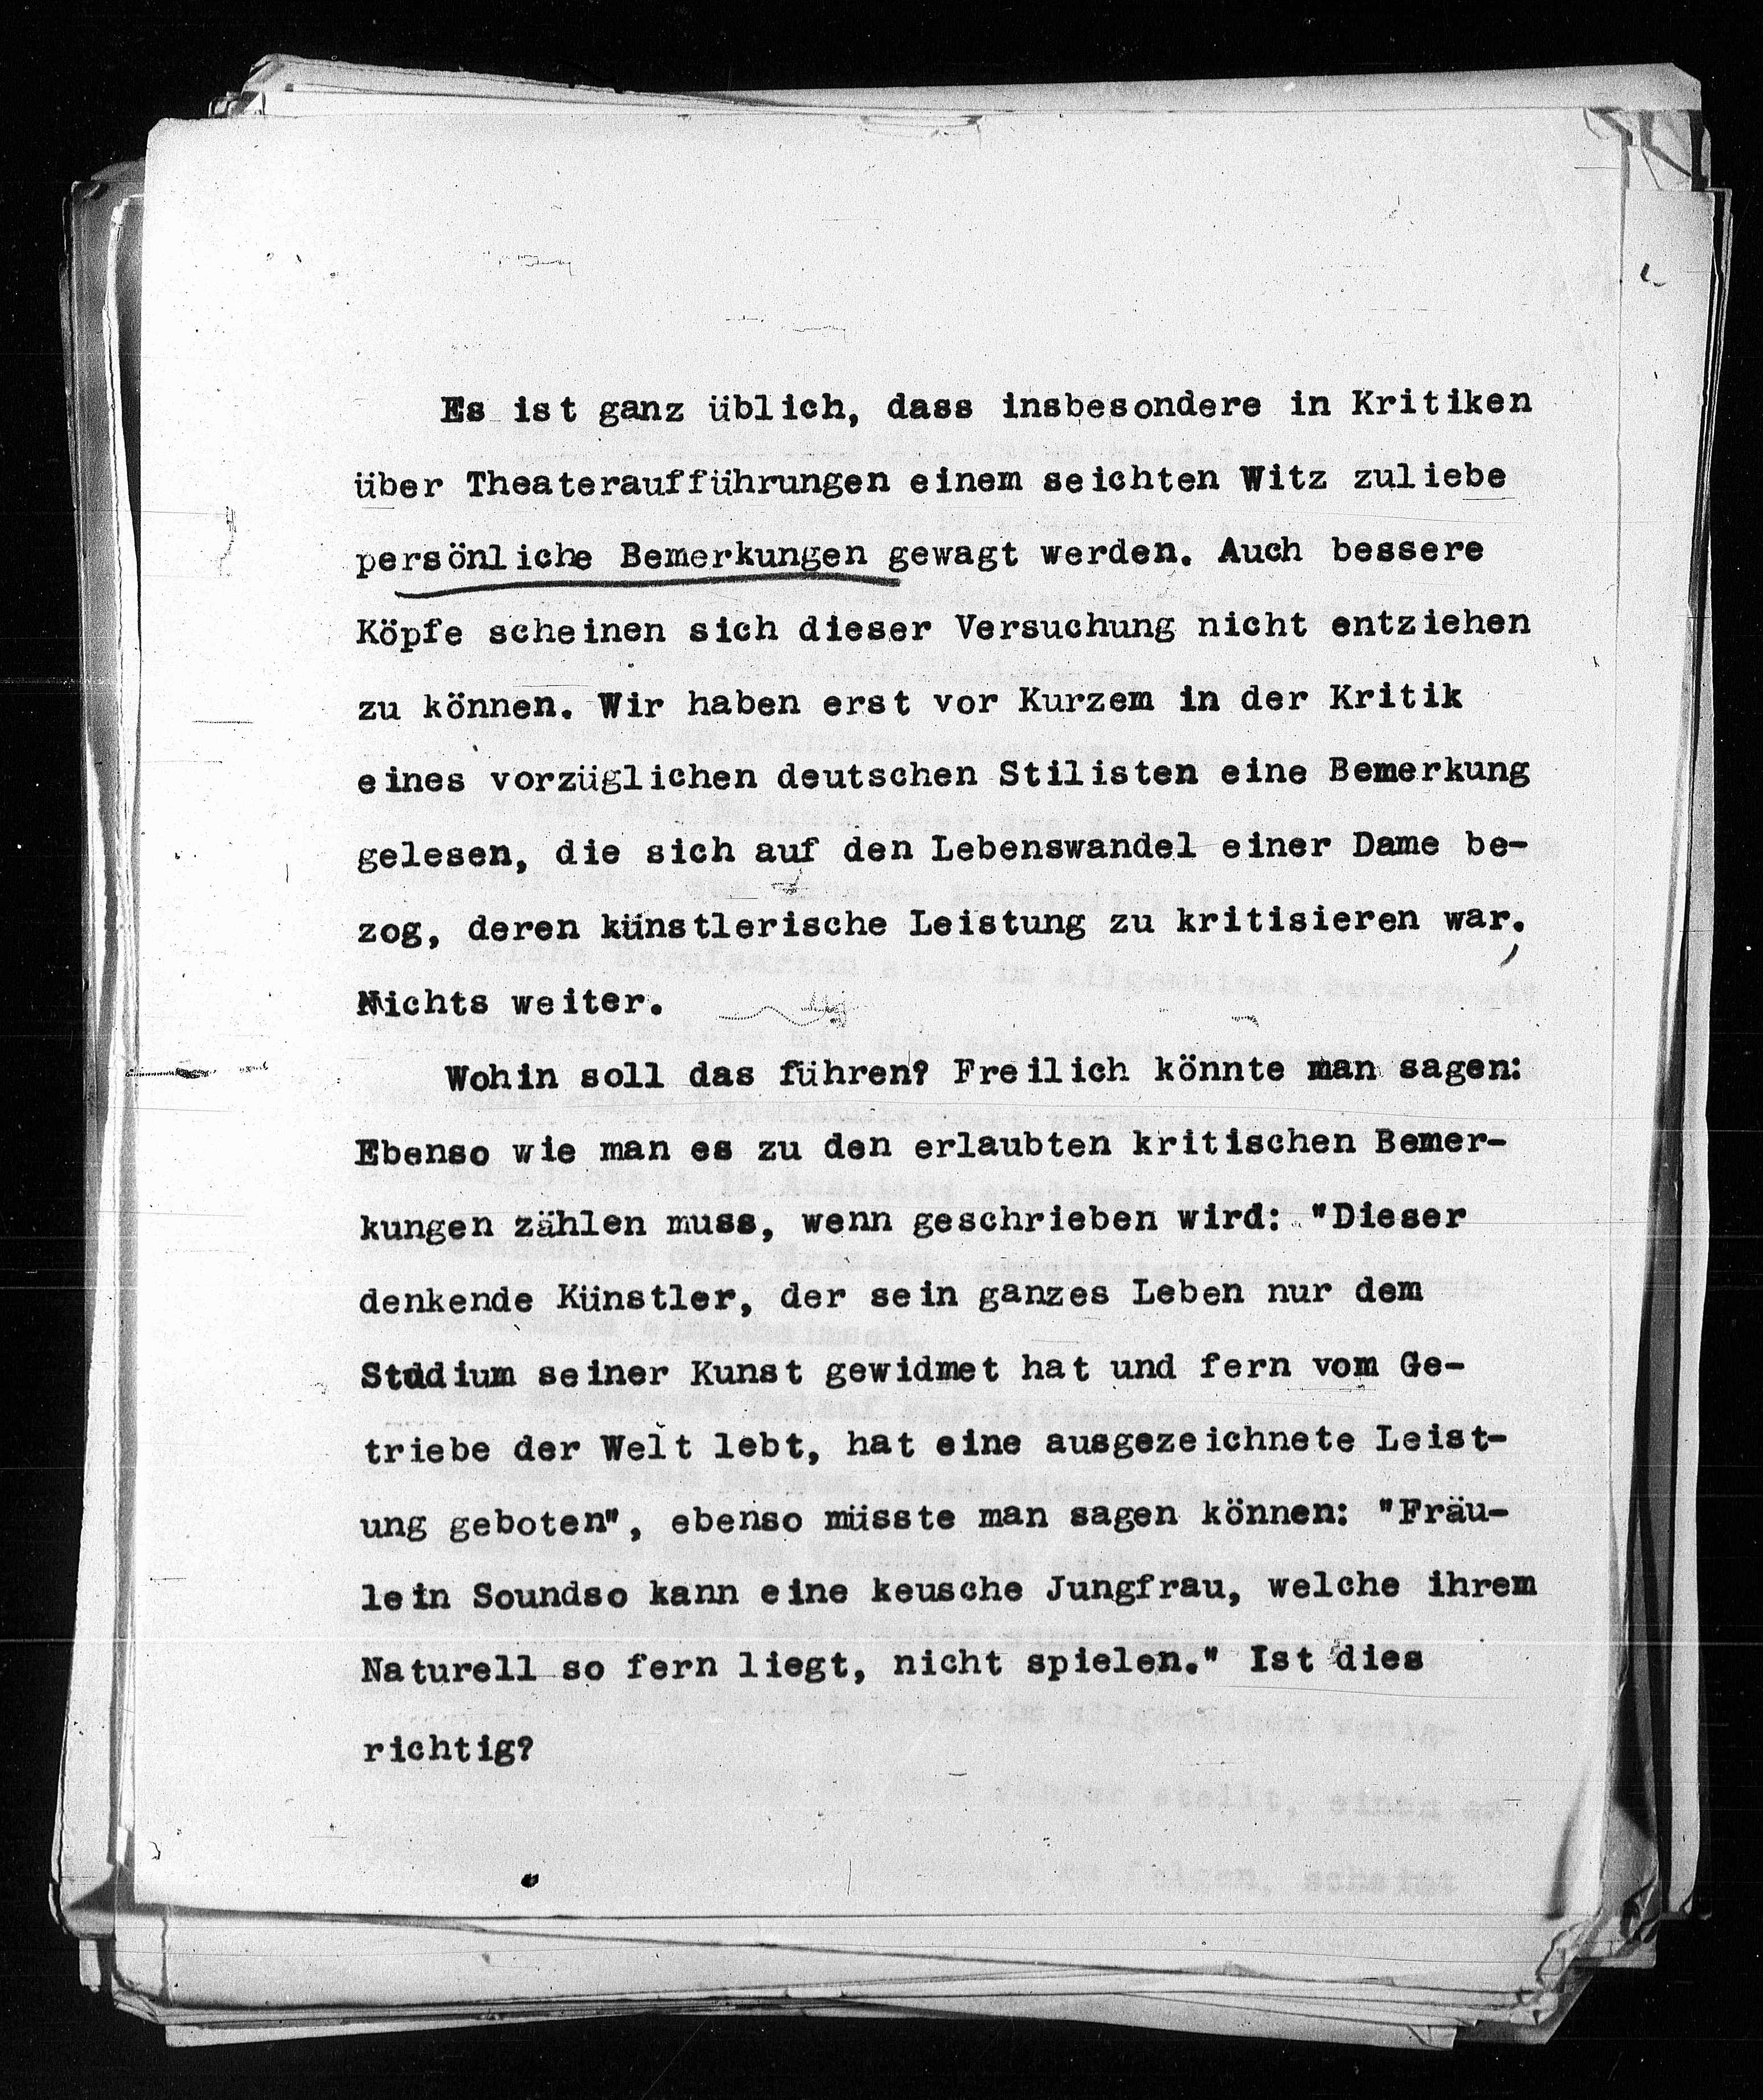 Es ist ganz üblich, dass insbesondere in Kritiken
über Theateraufführungen einem seichten Witz zuliebe
persönliche Bemerkungen gewagt werden. Auch bessere
Köpfe scheinen sich dieser Versuchung nicht entziehen
zu können. Wir haben erst vor Kurzem in der Kritik
eines vorzüglichen deutschen Stilisten eine Bemerkung
gelesen, die sich auf den Lebenswandel einer Dame be-
zog, deren künstlerische Leistung zu kritisieren war.
Nichts weiter.
Wohin soll das führen? Freilich könnte man sagen:
Ebenso wie man es zu den erlaubten kritischen Bemer-
kungen zählen muss, wenn geschrieben wird: "Dieser
denkende Künstler, der sein ganzes Leben nur dem
Studium seiner Kunst gewidmet hat und fern vom Ge-
triebe der Welt lebt, hat eine ausgezeichnete Leist-
ung geboten", ebenso müsste man sagen können: "Fräu-
lein Soundso kann eine keusche Jungfrau, welche ihrem
Naturell so fern liegt, nicht spielen." Ist dies
richtig?